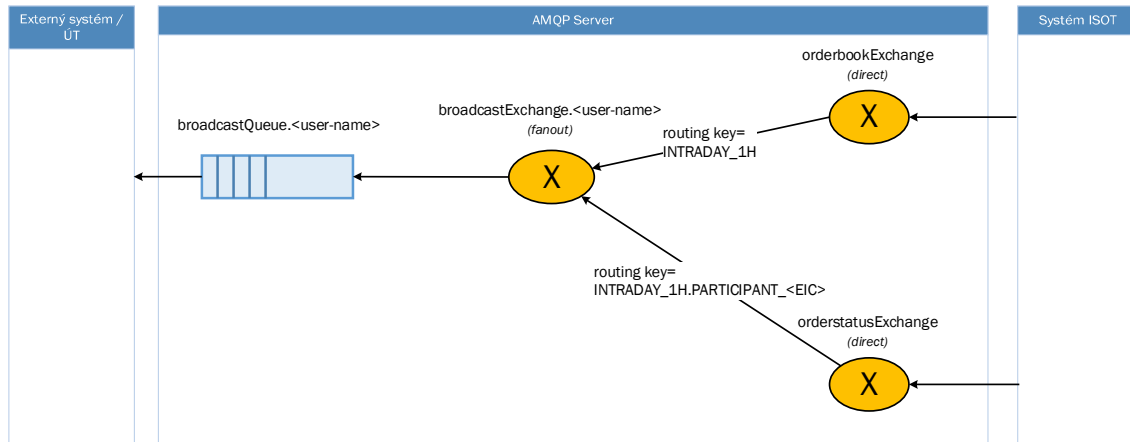 Externý systém /
ÚT
AMQP Server
Systém ISOT
orderbookExchange
(direct)
X
broadcastExchange.<user-name>
(fanout)
X
broadcastQueue.<user-name>
routing key=
INTRADAY_1H
routing key=
INTRADAY_1H.PARTICIPANT_<EIC>
orderstatusExchange
(direct)
X